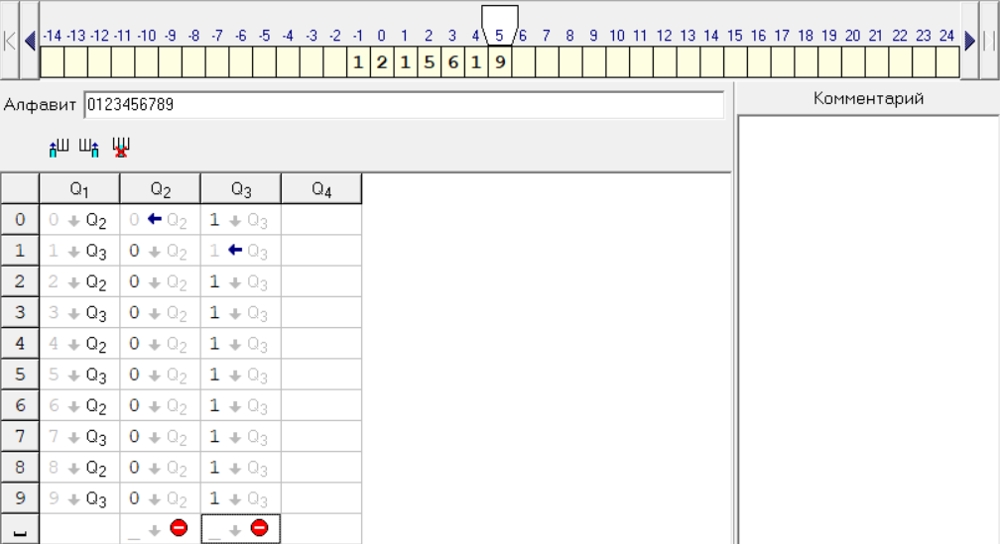 -14 -13 -12 -11 -10 -9 -8 -7 -6 -5 -4 -3 -2 -1 0 1 2 3 4 5 6 7 8 9 10 11 12 13 14 15 16 17 18 19 20 21 22 23 24
1 2 1 5 6 1 9
Алфавит 0123456789
Комментарий
Q1 Q2 Q3 Q4
0 0 Q2 0 Q2 1 Q3
1 1 Q3 0 Q2 1 Q3
2 2 Q2 0 Q2 1 Q3
3 3 Q3 0 Q2 1 Q3
4 4 Q2 0 Q2 1 Q3
5 5 Q3 0 Q2 1 Q3
6 6 Q2 0 Q2 1 Q3
7 7 Q3 0 Q2 1 Q3
8 8 Q2 0 Q2 1 Q3
9 9 Q3 0 Q2 1 Q3
␣ _ _